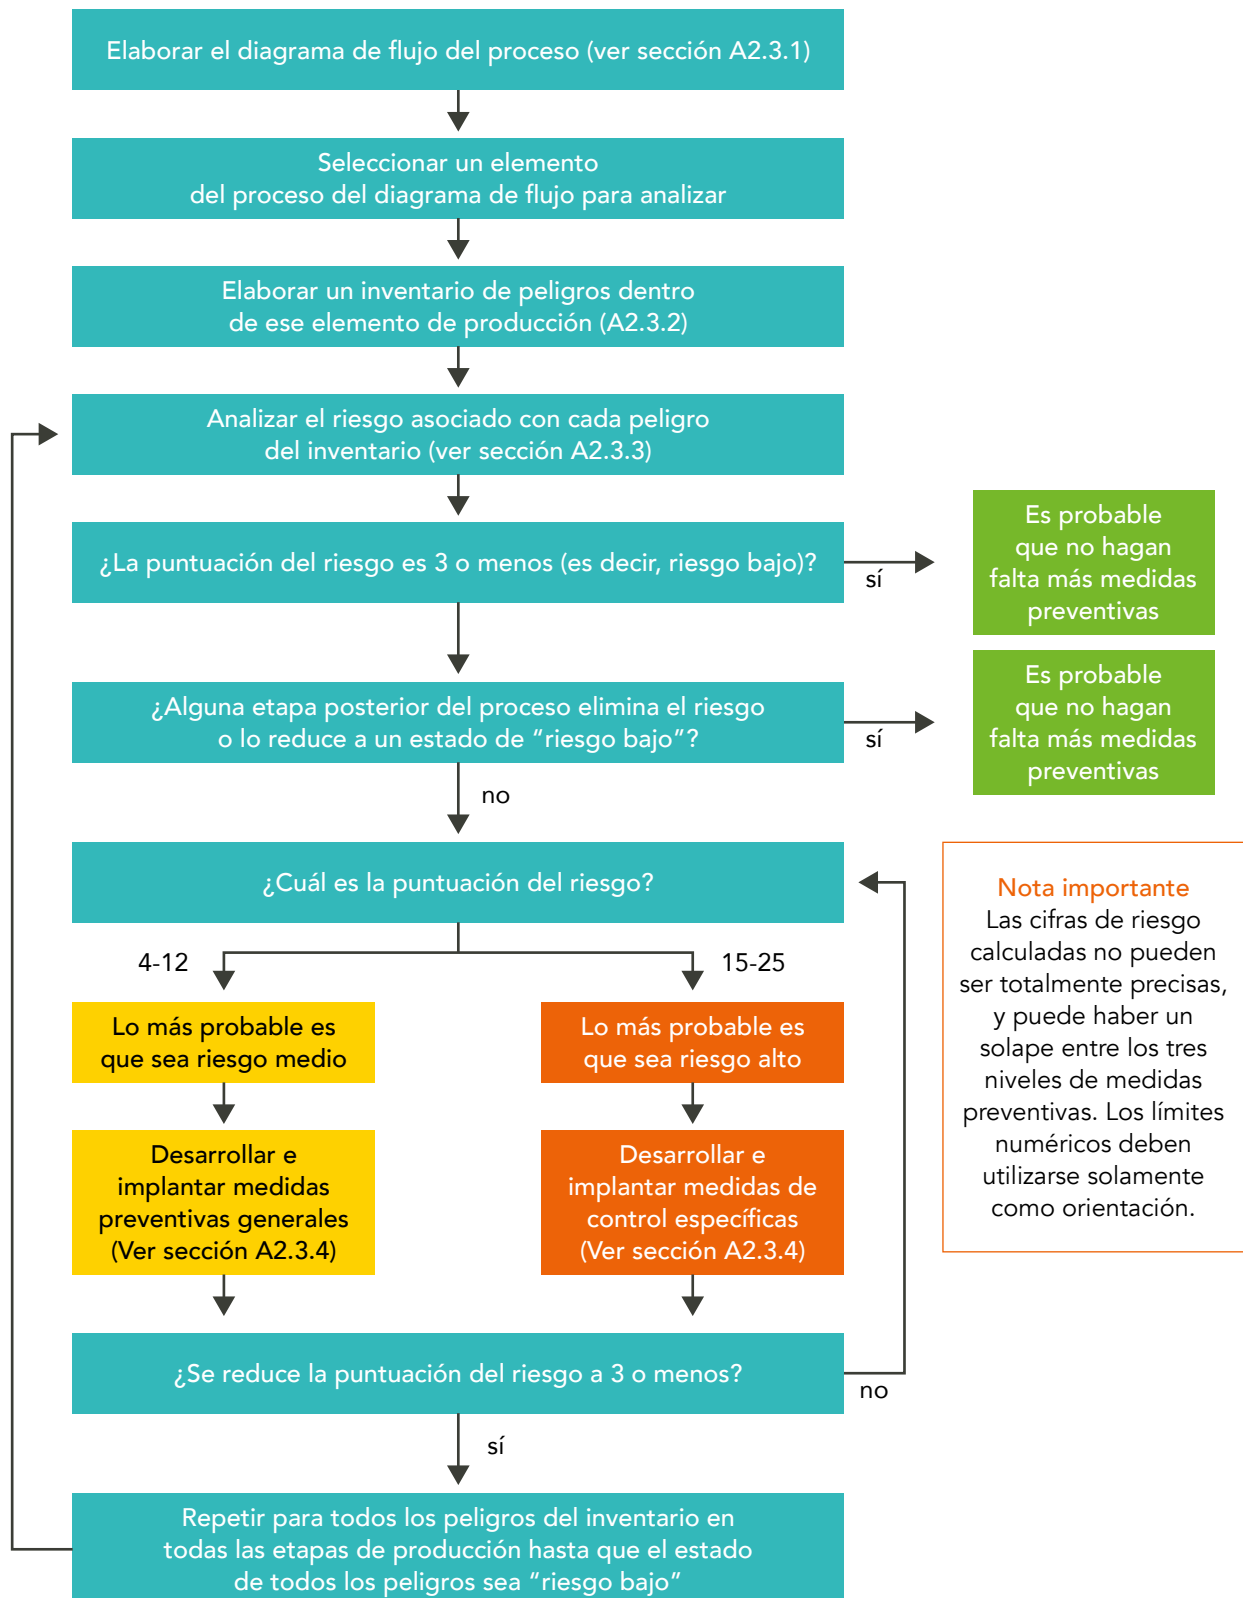 Elaborar el diagrama de flujo del proceso (ver sección A2.3.1)
Seleccionar un elemento
del proceso del diagrama de flujo para analizar
Elaborar un inventario de peligros dentro
de ese elemento de producción (A2.3.2)
Analizar el riesgo asociado con cada peligro
del inventario (ver sección A2.3.3)
¿La puntuación del riesgo es 3 o menos (es decir, riesgo bajo)?
sí
Es probable
que no hagan
falta más medidas
preventivas
¿Alguna etapa posterior del proceso elimina el riesgo
o lo reduce a un estado de “riesgo bajo”?
sí
Es probable
que no hagan
falta más medidas
preventivas
no
¿Cuál es la puntuación del riesgo?
4-12
15-25
Lo más probable es
que sea riesgo medio
Lo más probable es
que sea riesgo alto
Desarrollar e
implantar medidas
preventivas generales
(Ver sección A2.3.4)
Desarrollar e
implantar medidas de
control específicas
(Ver sección A2.3.4)
Nota importante
Las cifras de riesgo
calculadas no pueden
ser totalmente precisas,
y puede haber un
solape entre los tres
niveles de medidas
preventivas. Los límites
numéricos deben
utilizarse solamente
como orientación.
¿Se reduce la puntuación del riesgo a 3 o menos?
no
sí
Repetir para todos los peligros del inventario en
todas las etapas de producción hasta que el estado
de todos los peligros sea “riesgo bajo”